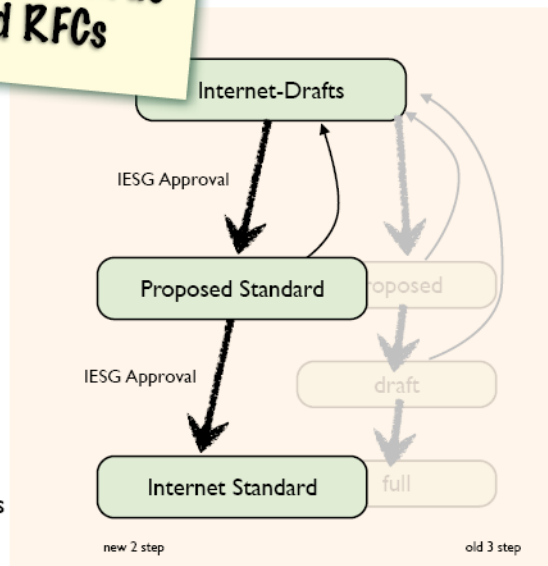 d RFCs
Internet-Drafts
IESG Approval
Proposed Standard
roposed
IESG Approval
draft
Internet Standard
full
s
new 2 step
old 3 step